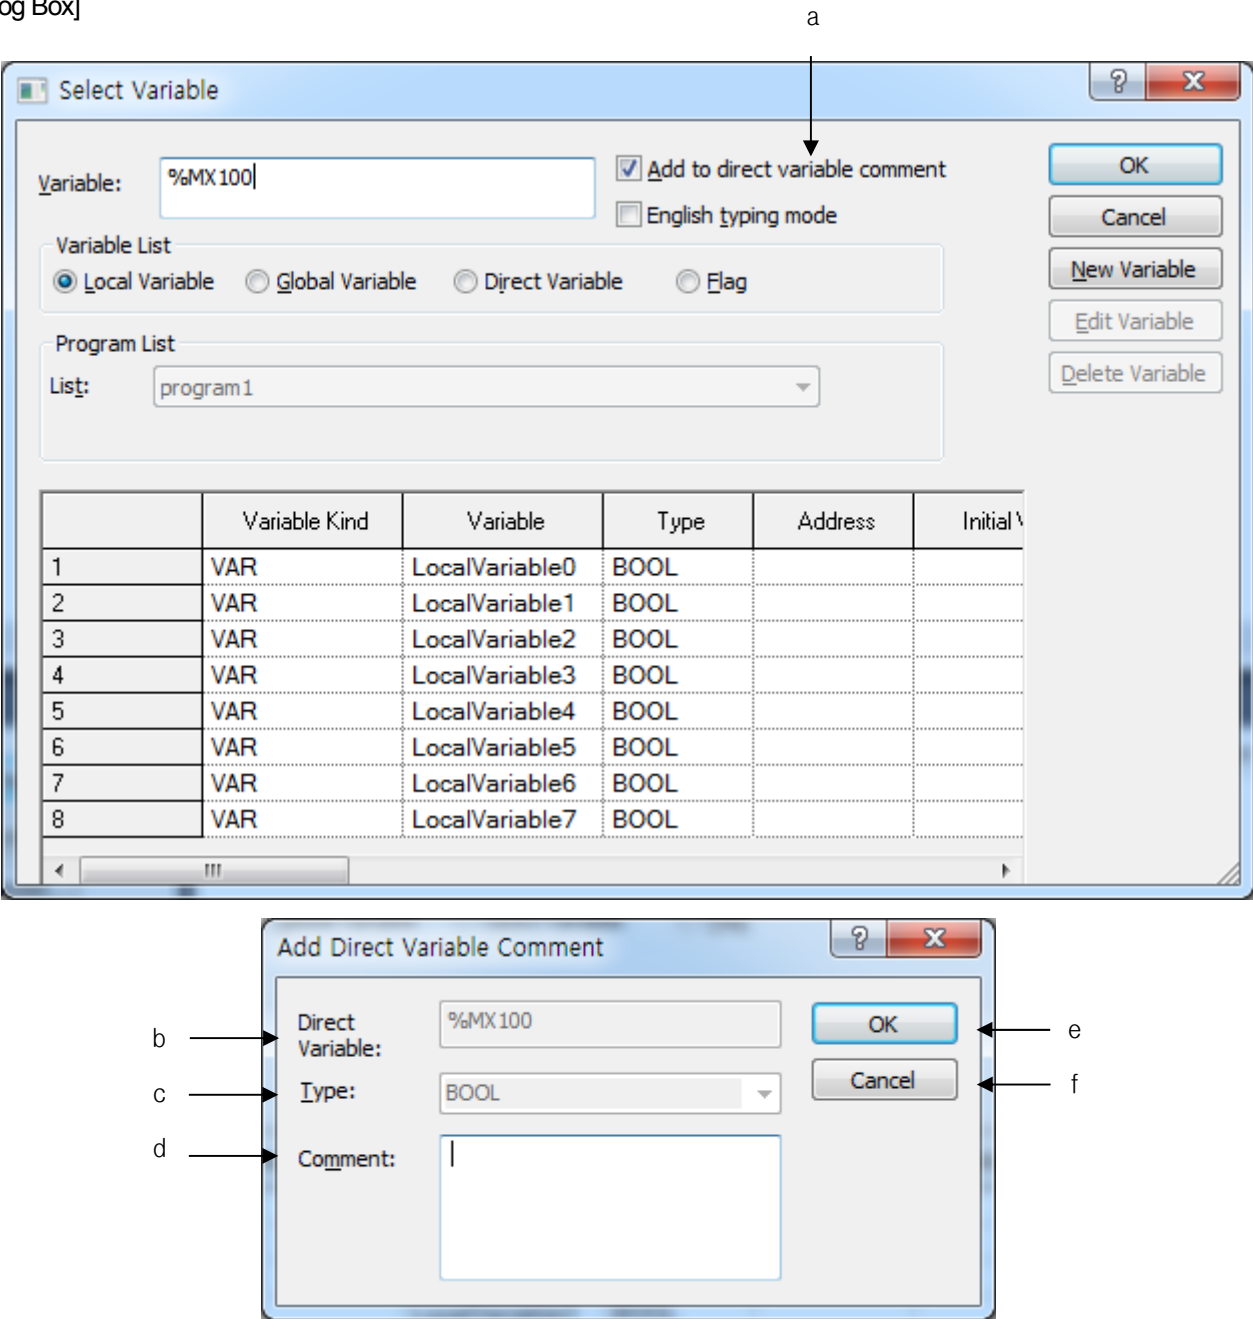 og Box]
a
Select Variable
Variable: %MX100 Add to direct variable comment OK
English typing mode Cancel
Variable List
Local Variable Global Variable Direct Variable Flag New Variable
Edit Variable
Program List
List: program1 Delete Variable
Variable Kind Variable Type Address Initial V
1 VAR LocalVariable0 BOOL
2 VAR LocalVariable1 BOOL
3 VAR LocalVariable2 BOOL
4 VAR LocalVariable3 BOOL
5 VAR LocalVariable4 BOOL
6 VAR LocalVariable5 BOOL
7 VAR LocalVariable6 BOOL
8 VAR LocalVariable7 BOOL
Add Direct Variable Comment
b Direct Variable: %MX100 OK e
c Type: BOOL Cancel f
d Comment: